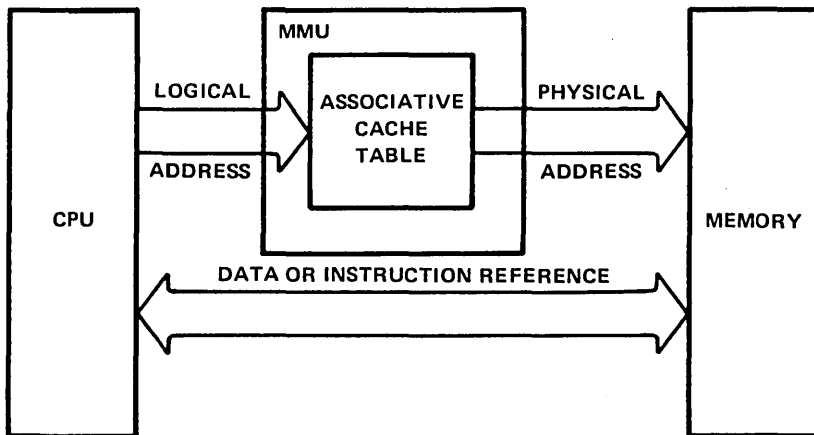 MMU
LOGICAL
ADDRESS
ASSOCIATIVE
CACHE
TABLE
PHYSICAL
ADDRESS
CPU
MEMORY
DATA OR INSTRUCTION REFERENCE